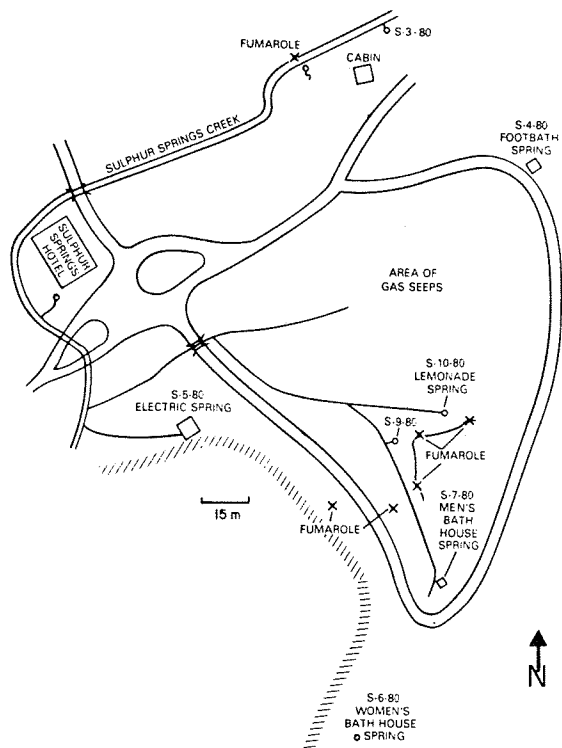 S-3-80
FUMAROLE
CABIN
SULPHUR SPRINGS CREEK
S-4-80
FOOTBATH
SPRING
SULPHUR
SPRINGS
HOTEL
AREA OF
GAS SEEPS
S-10-80
LEMONADE
SPRING
S-5-80
ELECTRIC SPRING
S-9-80
FUMAROLE
S-7-80
MEN'S
BATH
HOUSE
SPRING
15 m
FUMAROLE
N
S-6-80
WOMEN'S
BATH HOUSE
SPRING